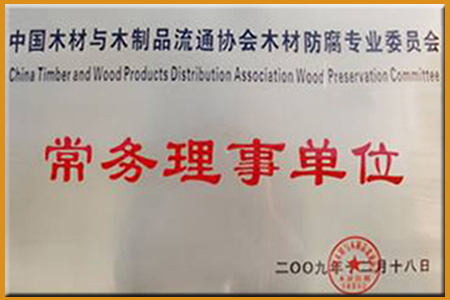 中国木材与木制品流通协会木材防腐专业委员会
China Timber and Wood Products Distribution Association Wood Preservation Committee
常务理事单位
二〇〇九年十二月十八日